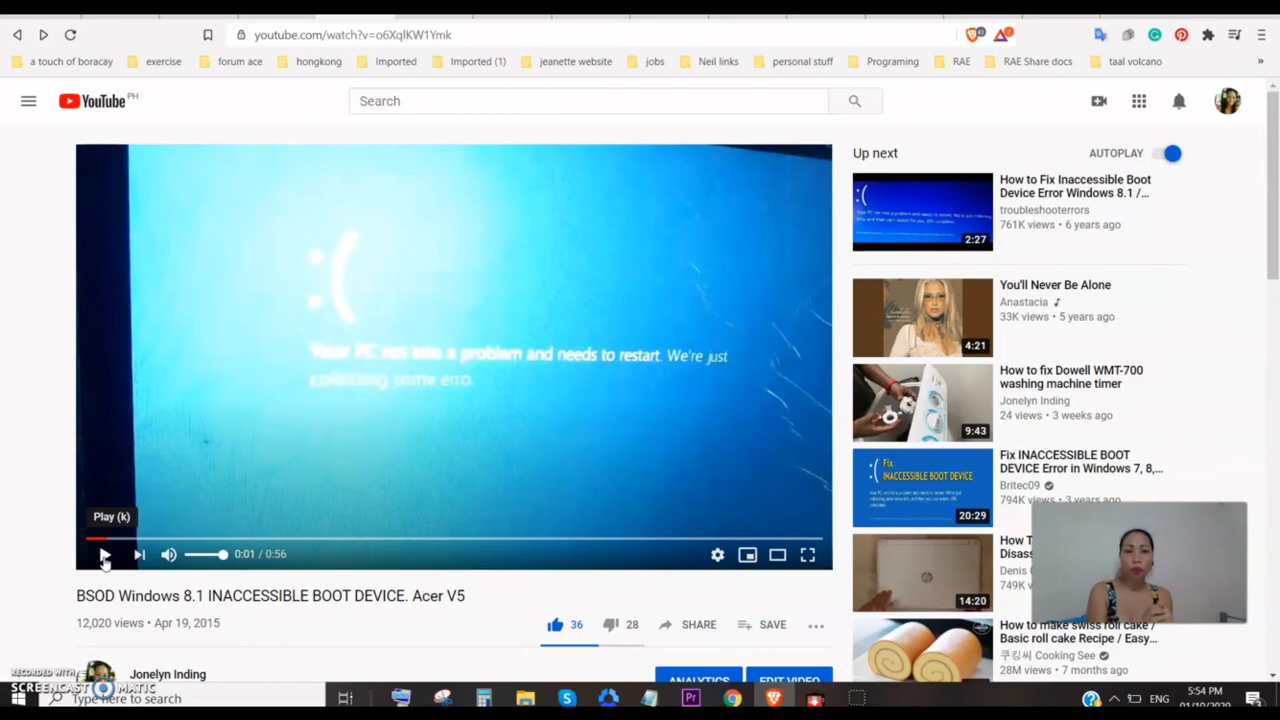 youtube.com/watch?v=o6XqIKW1Ymk
a touch of boracay
exercise
forum ace
hongkong
Imported
Imported (1)
jeanette website
jobs
Neil links
personal stuff
Programing
RAE
RAE Share docs
taal volcano
»
YouTube PH
Search
Your PC ran into a problem and needs to restart. We're just
collecting some erro
Play (k)
0:01 / 0:56
BSOD Windows 8.1 INACCESSIBLE BOOT DEVICE. Acer V5
12,020 views • Apr 19, 2015
36
28
SHARE
SAVE
Jonelyn Inding
ANALYTICS
EDIT VIDEO
Up next
AUTOPLAY
2:27
How to Fix Inaccessible Boot
Device Error Windows 8.1 /...
troubleshooterrors
761K views • 6 years ago
4:21
You'll Never Be Alone
Anastacia
33K views • 5 years ago
9:43
How to fix Dowell WMT-700
washing machine timer
Jonelyn Inding
24 views • 3 weeks ago
Fix
INACCESSIBLE BOOT DEVICE
20:29
Fix INACCESSIBLE BOOT
DEVICE Error in Windows 7, 8,...
Britec09
794K views • 3 years ago
14:20
How T
Disass
Denis
749K v
How to make swiss roll cake /
Basic roll cake Recipe / Easy...
쿠킹씨 Cooking See
28M views • 7 months ago
RECORDED WITH
SCREENCAST MATIC
Type here to search
ENG
5:54 PM
01/10/2020